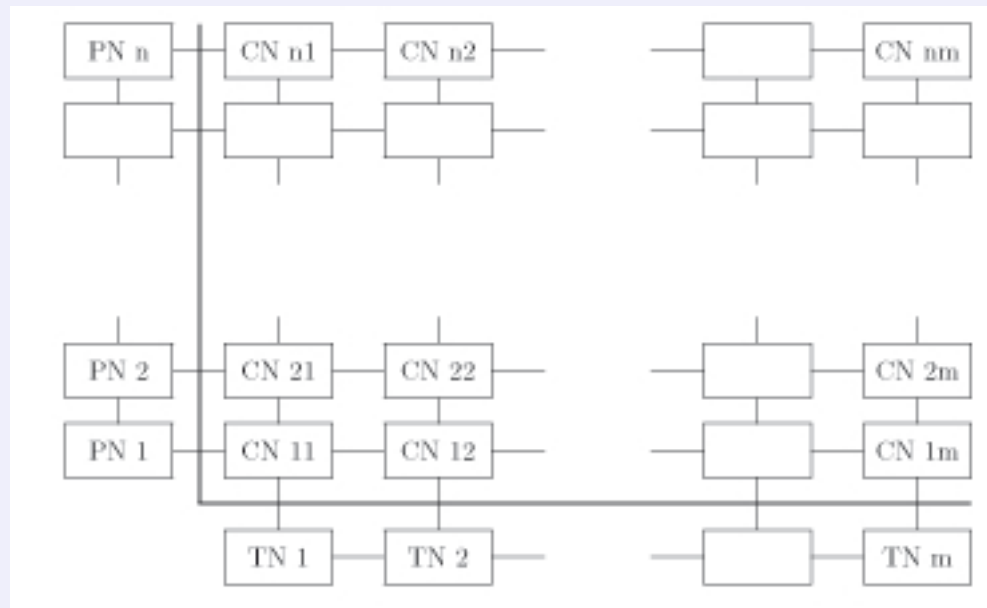 PN n CN n1 CN n2 CN nm
PN 2 CN 21 CN 22 CN 2m
PN 1 CN 11 CN 12 CN 1m
TN 1 TN 2 TN m